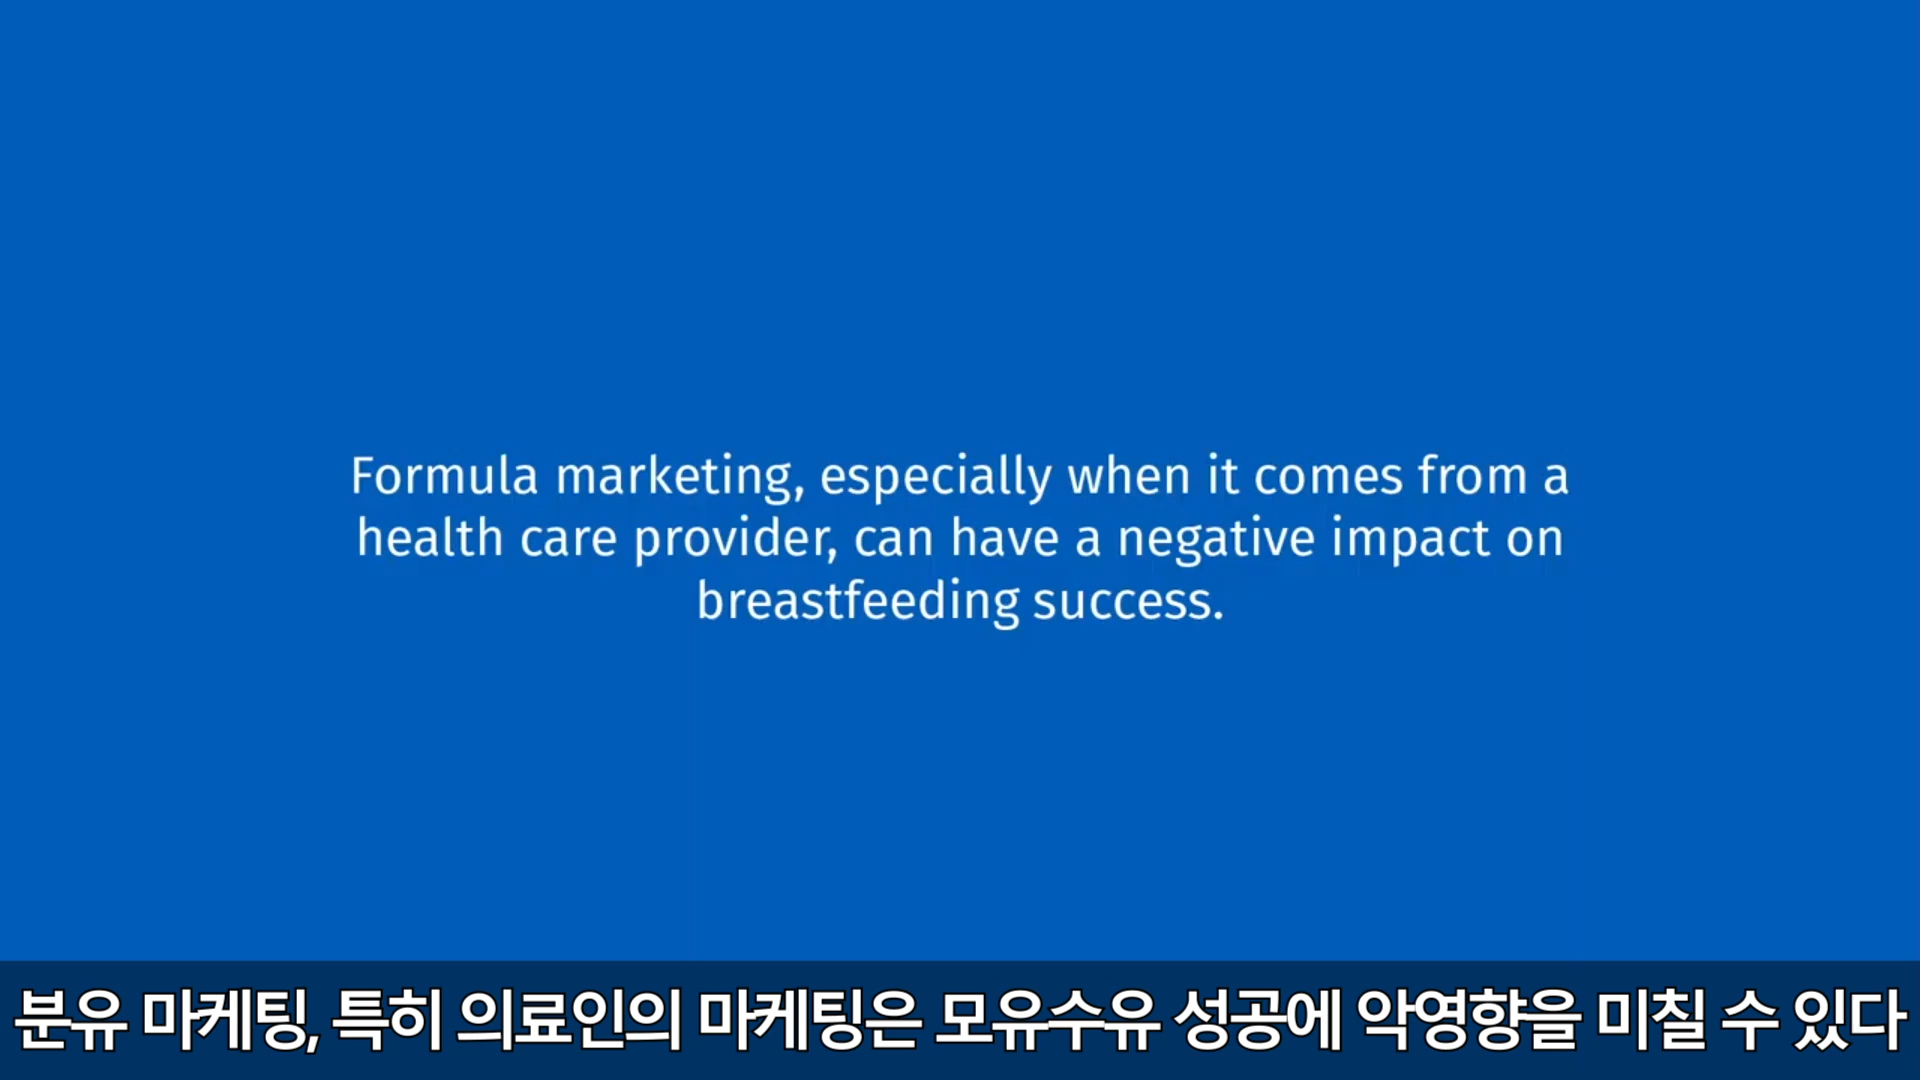 Formula marketing, especially when it comes from a
health care provider, can have a negative impact on
breastfeeding success.
분유 마케팅, 특히 의료인의 마케팅은 모유수유 성공에 악영향을 미칠 수 있다